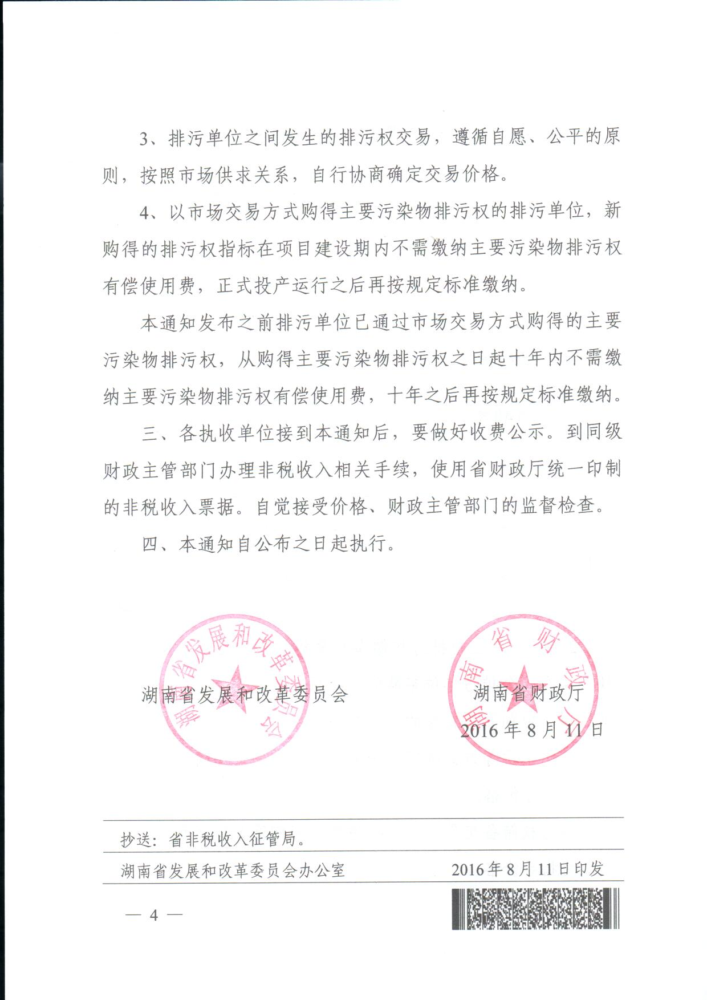 3、排污单位之间发生的排污权交易，遵循自愿、公平的原
则，按照市场供求关系，自行协商确定交易价格。
4、以市场交易方式购得主要污染物排污权的排污单位，新
购得的排污权指标在项目建设期内不需缴纳主要污染物排污权
有偿使用费，正式投产运行之后再按规定标准缴纳。
本通知发布之前排污单位已通过市场交易方式购得的主要
污染物排污权，从购得主要污染物排污权之日起十年内不需缴
纳主要污染物排污权有偿使用费，十年之后再按规定标准缴纳。
三、各执收单位接到本通知后，要做好收费公示。到同级
财政主管部门办理非税收入相关手续，使用省财政厅统一印制
的非税收入票据。自觉接受价格、财政主管部门的监督检查。
四、本通知自公布之日起执行。
湖南省发展和改革委员会
湖南省财政厅
湖南省发展和改革委员会
湖南省财政厅
2016年8月11日
抄送：省非税收入征管局。
湖南省发展和改革委员会办公室 2016年8月11日印发
— 4 —